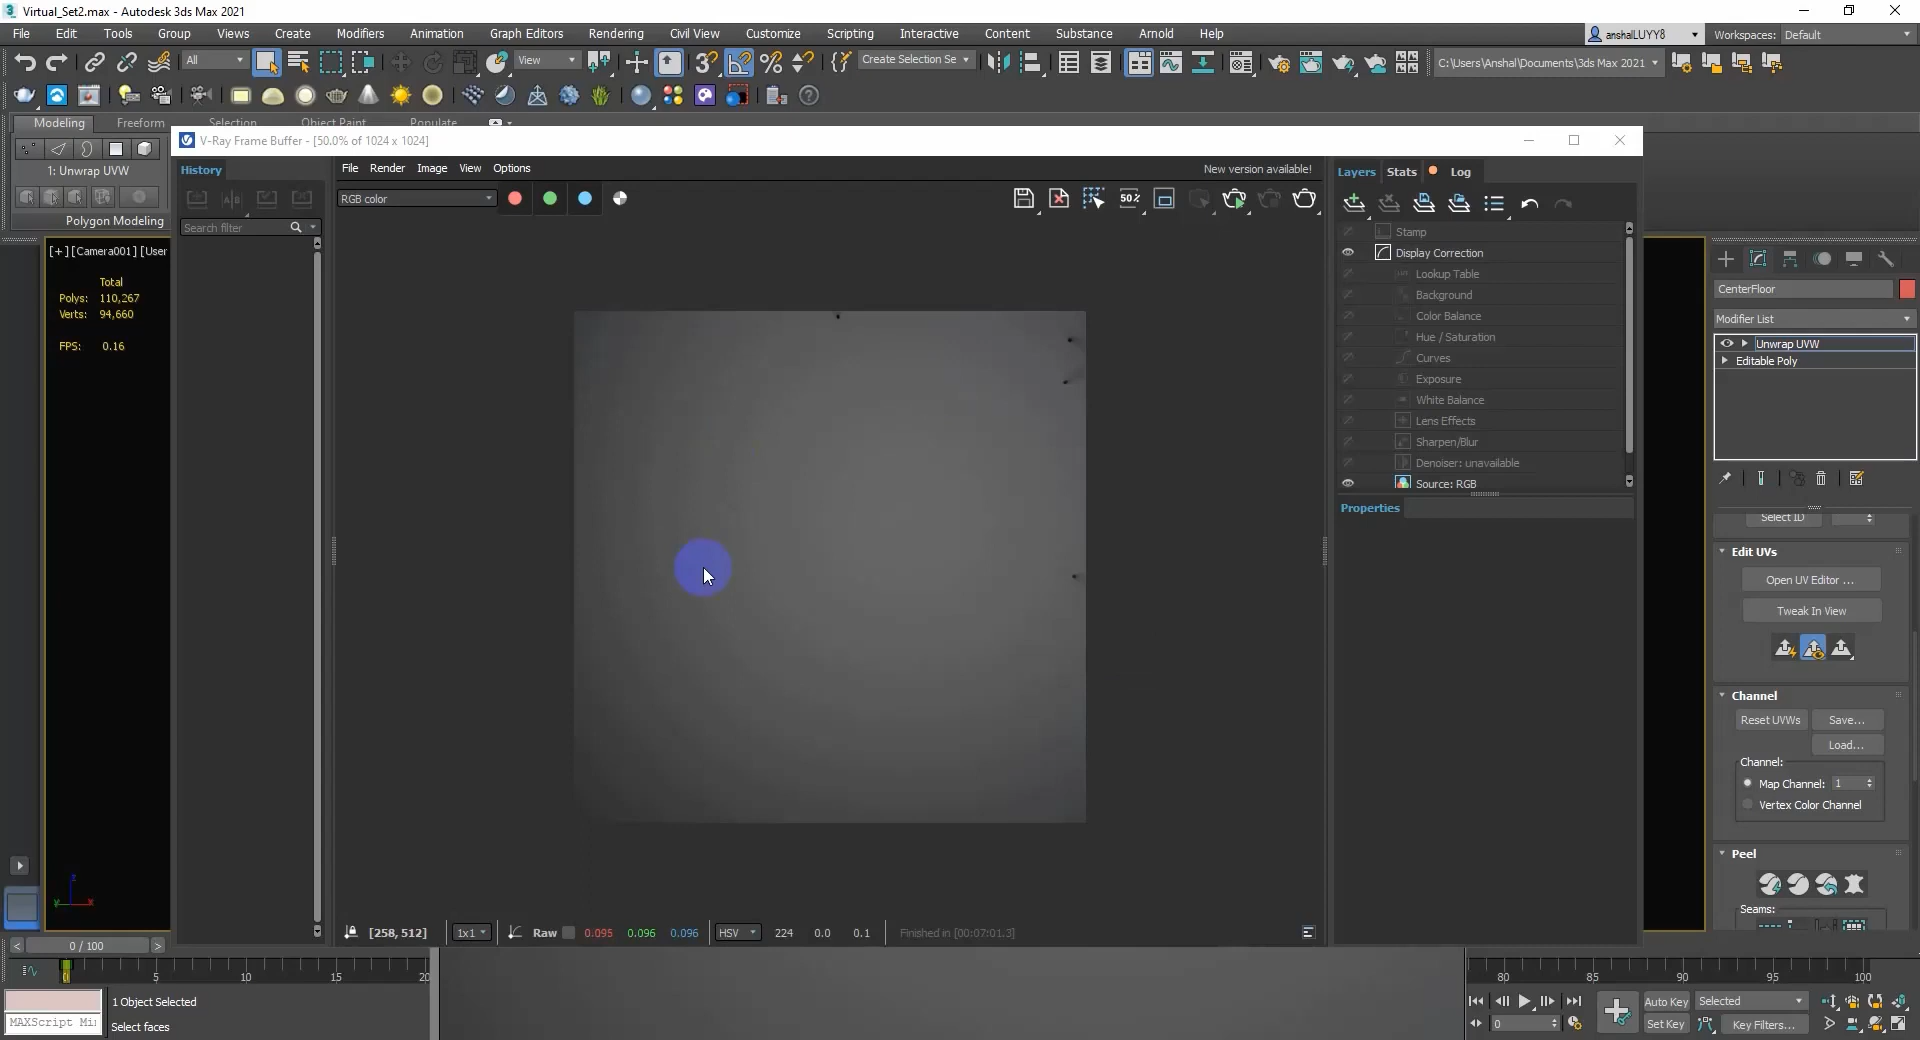 Virtual_Set2.max - Autodesk 3ds Max 2021
File Edit Tools Group Views Create Modifiers Animation Graph Editors Rendering Civil View Customize Scripting Interactive Content Substance Arnold Help
anshalLUYY8 Workspaces: Default
All View Create Selection Se C:\Users\Anshal\Documents\3ds Max 2021
Modeling Freeform Selection Object Paint Populate
1: Unwrap UVW
Polygon Modeling
V-Ray Frame Buffer - [50.0% of 1024 x 1024]
History
Search filter
File Render Image View Options New version available!
RGB color
50%
Layers Stats Log
Stamp
Display Correction
Lookup Table
Background
Color Balance
Hue / Saturation
Curves
Exposure
White Balance
Lens Effects
Sharpen/Blur
Denoiser: unavailable
Source: RGB
Properties
[+] [Camera001] [User
Total
Polys: 110,267
Verts: 94,660
FPS: 0.16
CenterFloor
Modifier List
Unwrap UVW
Editable Poly
Select ID
Edit UVs
Open UV Editor ...
Tweak In View
Channel
Reset UVWs Save...
Load...
Channel:
Map Channel: 1
Vertex Color Channel
Peel
Seams:
[258, 512] 1x1 Raw 0.095 0.096 0.096 HSV 224 0.0 0.1 Finished in [00:07:01.3]
0 / 100
0 5 10 15 20 80 85 90 95 100
1 Object Selected
MAXScript Mi
Select faces
Auto Key Selected
0 Set Key Key Filters...